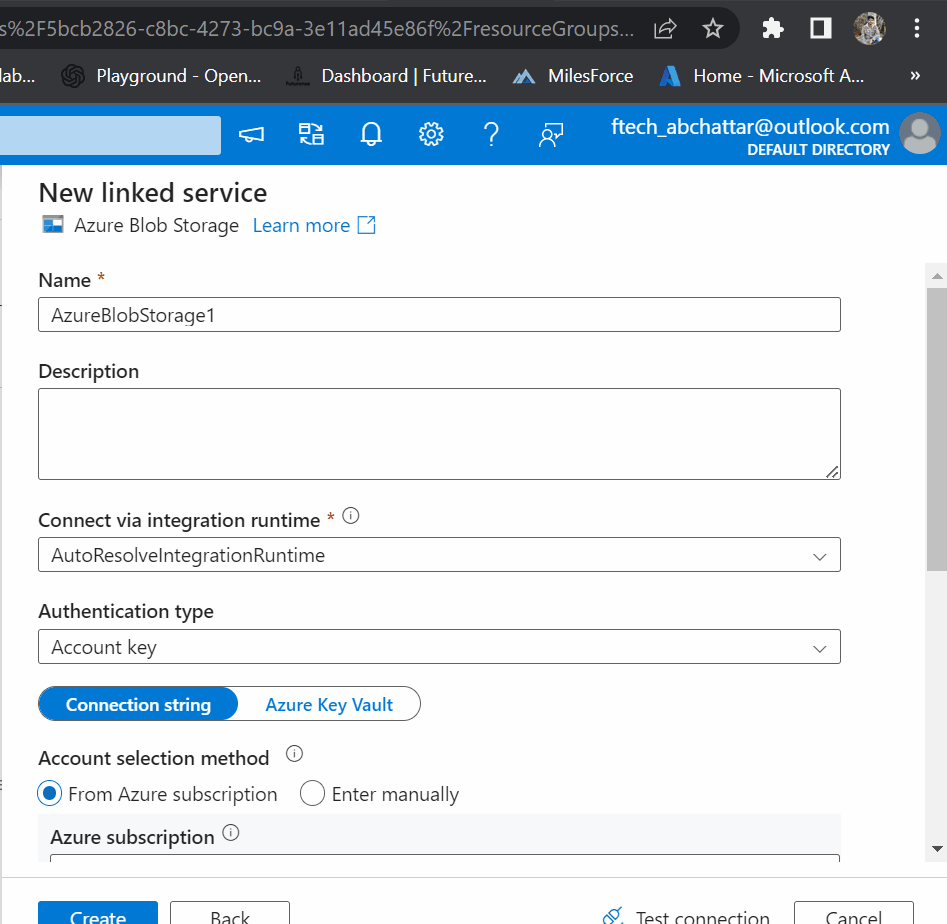 s%2F5bcb2826-c8bc-4273-bc9a-3e11ad45e86f%2FresourceGroups...
lab... Playground - Open... Dashboard | Future... MilesForce Home - Microsoft A... »
ftech_abchattar@outlook.com
DEFAULT DIRECTORY
New linked service
Azure Blob Storage Learn more
Name *
AzureBlobStorage1
Description
Connect via integration runtime *
AutoResolveIntegrationRuntime
Authentication type
Account key
Connection string Azure Key Vault
Account selection method
From Azure subscription Enter manually
Azure subscription
Create Back Test connection Cancel